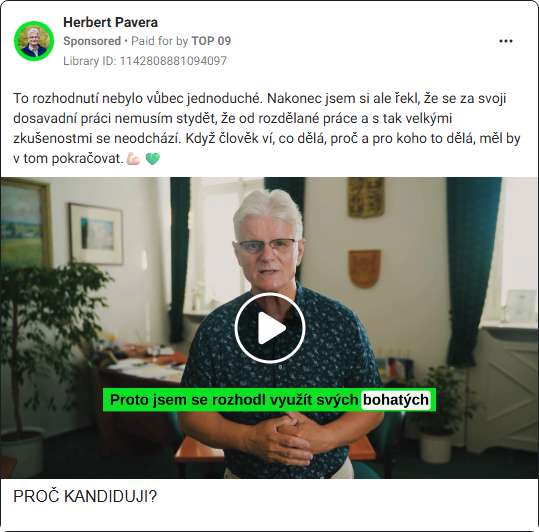 Herbert Pavera
Sponsored • Paid for by TOP 09
Library ID: 1142808881094097
To rozhodnutí nebylo vůbec jednoduché. Nakonec jsem si ale řekl, že se za svoji
dosavadní práci nemusím stydět, že od rozdělané práce a s tak velkými
zkušenostmi se neodchází. Když člověk ví, co dělá, proč a pro koho to dělá, měl by
v tom pokračovat.💪🏻 💚
Proto jsem se rozhodl využít svých bohatých
PROČ KANDIDUJI?